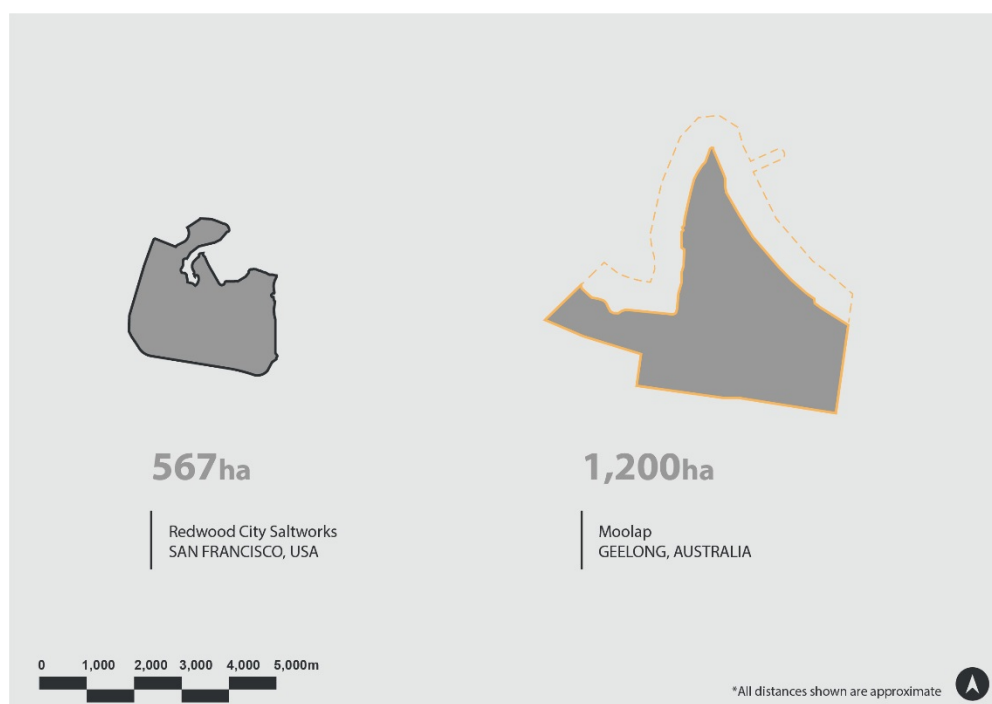 567ha
Redwood City Saltworks
SAN FRANCISCO, USA
1,200ha
Moolap
GEELONG, AUSTRALIA
0 1,000 2,000 3,000 4,000 5,000m
*All distances shown are approximate